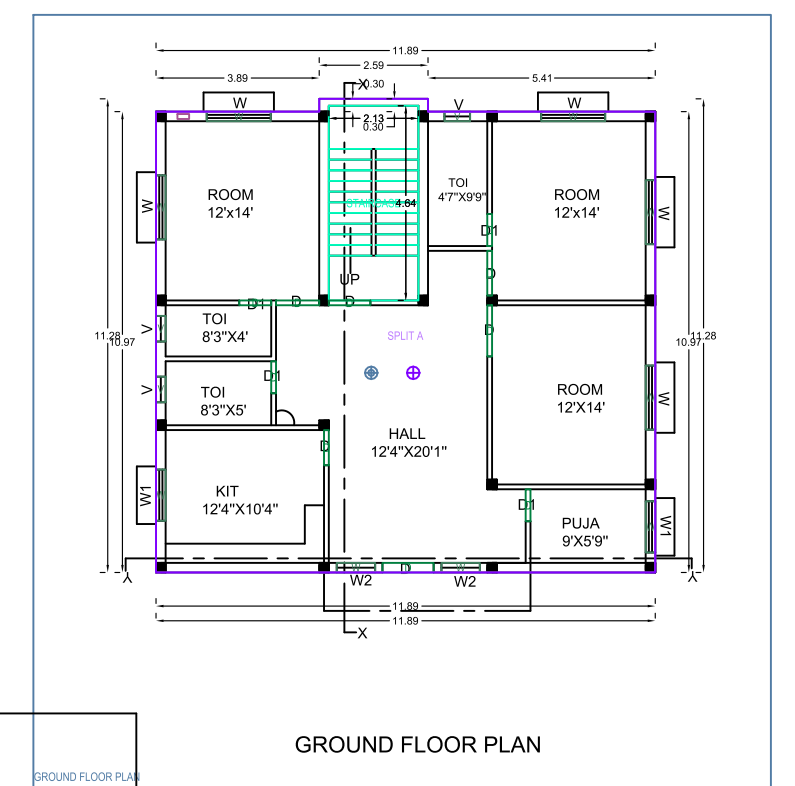 11.89
2.59
3.89
X
0.30
5.41
W
V
W
2.13
0.30
TOI
4'7"X9'9"
ROOM
12'x14'
ROOM
12'x14'
W
W
STAIRCASE
4.64
D1
D
UP
D1
D
D
TOI
8'3"X4'
V
SPLIT A
D
11.28
10.97
10.97
11.28
D1
V
TOI
8'3"X5'
ROOM
12'X14'
W
HALL
12'4"X20'1"
D
KIT
12'4"X10'4"
W1
D1
PUJA
9'X5'9"
W1
Y
W
D
W
Y
W2
W2
11.89
11.89
X
GROUND FLOOR PLAN
GROUND FLOOR PLAN